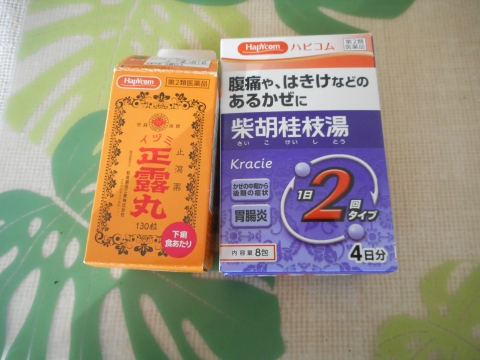 HapYcom
第2類医薬品
イヅミ
正露丸
止瀉薬
130粒
下痢
食あたり
HapYcom ハピコム
第2類
医薬品
腹痛や、はきけなどの
あるかぜに
柴胡桂枝湯
さい こ けい し とう
Kracie
かぜの中期から
後期の症状
胃腸炎
1日2回タイプ
内容量8包
4日分